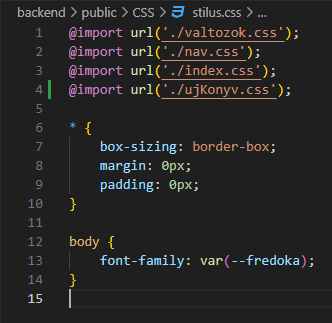 backend > public > CSS > stilus.css > ...
1 @import url('./valtozok.css');
2 @import url('./nav.css');
3 @import url('./index.css');
4 @import url('./ujKonyv.css');
5
6 * {
7 box-sizing: border-box;
8 margin: 0px;
9 padding: 0px;
10 }
11
12 body {
13 font-family: var(--fredoka);
14 }
15